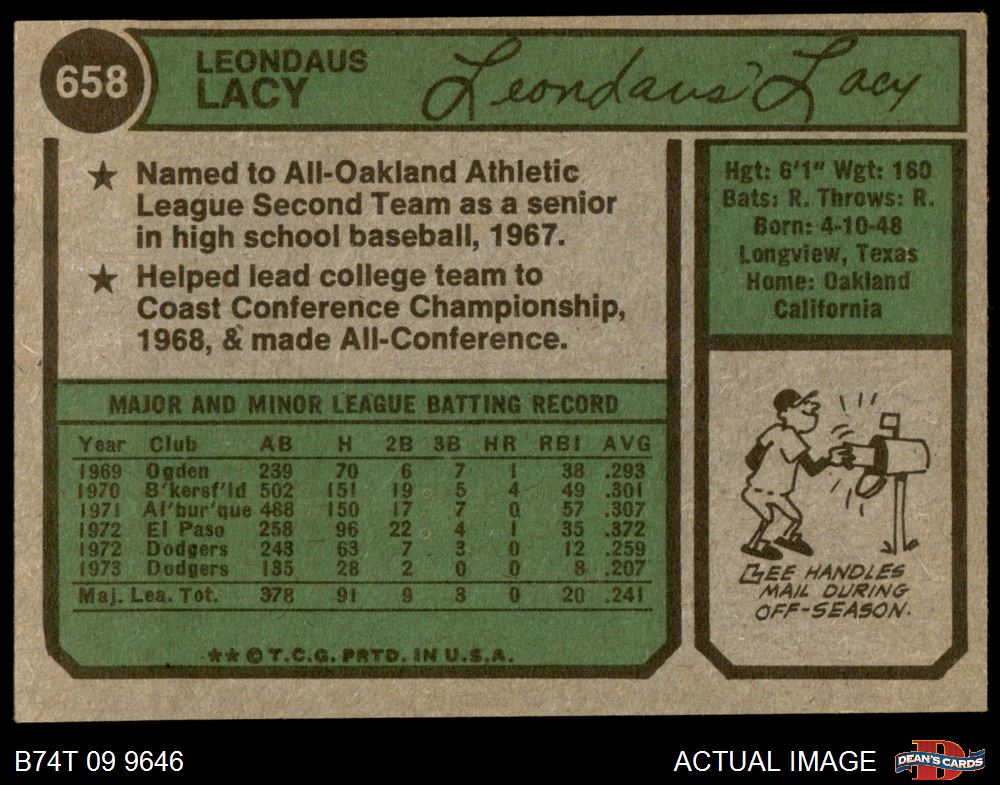 658
LEONDAUS
LACY
Leondaus Lacy
★ Named to All-Oakland Athletic
League Second Team as a senior
in high school baseball, 1967.
★ Helped lead college team to
Coast Conference Championship,
1968, & made All-Conference.
Hgt: 6'1" Wgt: 160
Bats: R. Throws: R.
Born: 4-10-48
Longview, Texas
Home: Oakland
California
MAJOR AND MINOR LEAGUE BATTING RECORD
Year Club AB H 2B 3B HR RBI AVG
1969 Ogden 239 70 6 7 1 38 .293
1970 B'kersf'ld 502 151 19 5 4 49 .301
1971 Al'bur'que 488 150 17 7 0 57 .307
1972 El Paso 258 96 22 4 1 35 .372
1972 Dodgers 243 63 7 3 0 12 .259
1973 Dodgers 135 28 2 0 0 8 .207
Maj. Lea. Tot. 378 91 9 3 0 20 .241
★★ © T.C.G. PRTD. IN U.S.A.
LEE HANDLES
MAIL DURING
OFF-SEASON.
B74T 09 9646
ACTUAL IMAGE
D
DEAN'S CARDS